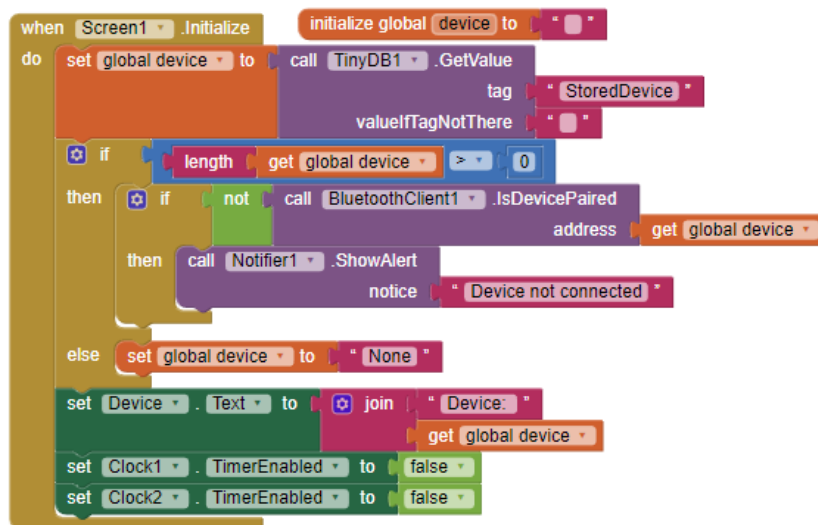 when Screen1 .Initialize
initialize global device to " "
do set global device to call TinyDB1 .GetValue
tag " StoredDevice "
valueIfTagNotThere " "
if length get global device > 0
then if not call BluetoothClient1 .IsDevicePaired
address get global device
then call Notifier1 .ShowAlert
notice " Device not connected "
else set global device to " None "
set Device . Text to join " Device: "
get global device
set Clock1 . TimerEnabled to false
set Clock2 . TimerEnabled to false